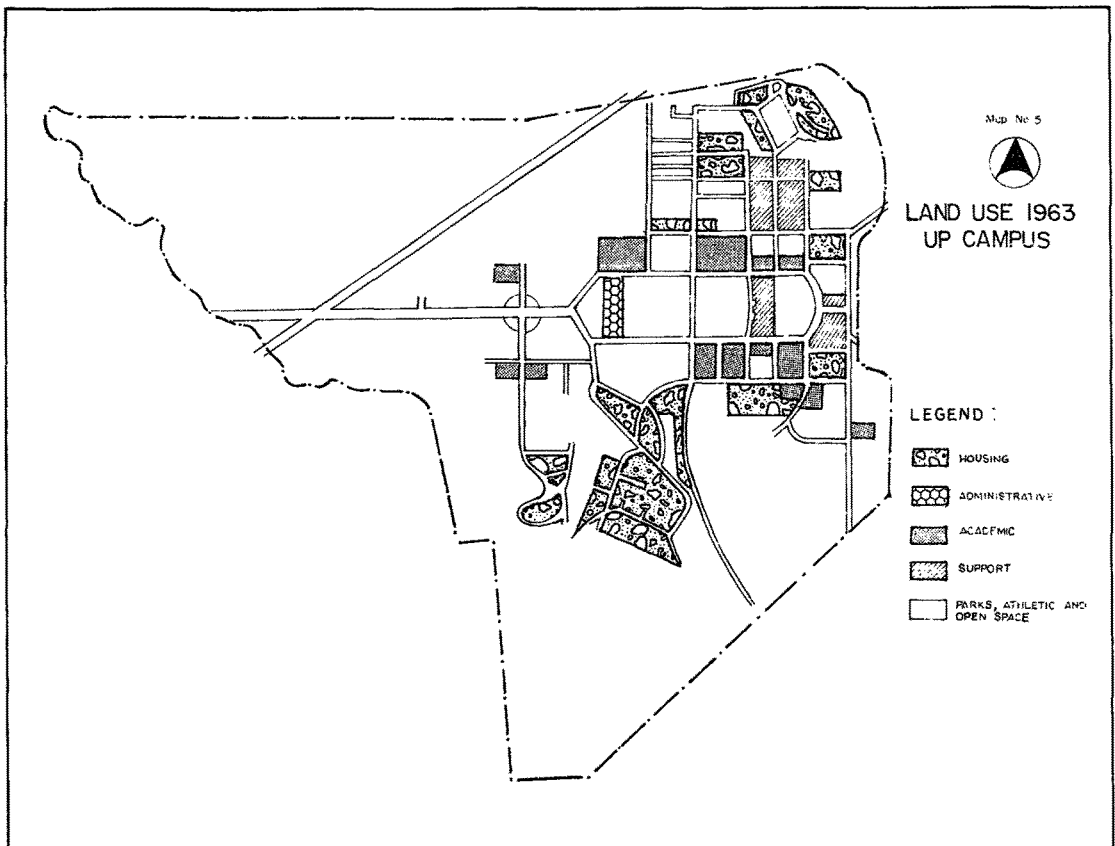 Map No 5
LAND USE 1963
UP CAMPUS
LEGEND :
HOUSING
ADMINISTRATIVE
ACADEMIC
SUPPORT
PARKS, ATHLETIC AND
OPEN SPACE